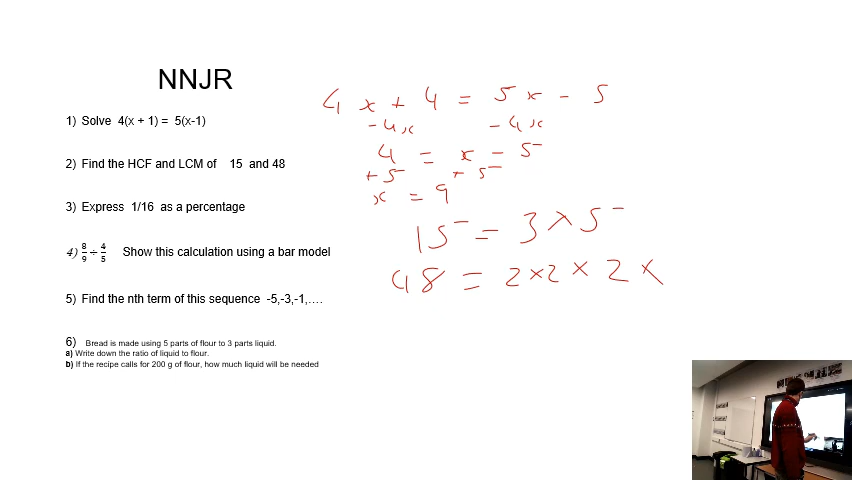 NNJR
1) Solve 4(x + 1) = 5(x-1)
2) Find the HCF and LCM of 15 and 48
3) Express 1/16 as a percentage
4) 8/9 ÷ 4/5 Show this calculation using a bar model
5) Find the nth term of this sequence -5,-3,-1,....
6) Bread is made using 5 parts of flour to 3 parts liquid.
a) Write down the ratio of liquid to flour.
b) If the recipe calls for 200 g of flour, how much liquid will be needed
4x + 4 = 5x - 5
-4x -4x
4 = x - 5
+5 +5
x = 9
15 = 3 × 5
48 = 2 × 2 × 2 ×